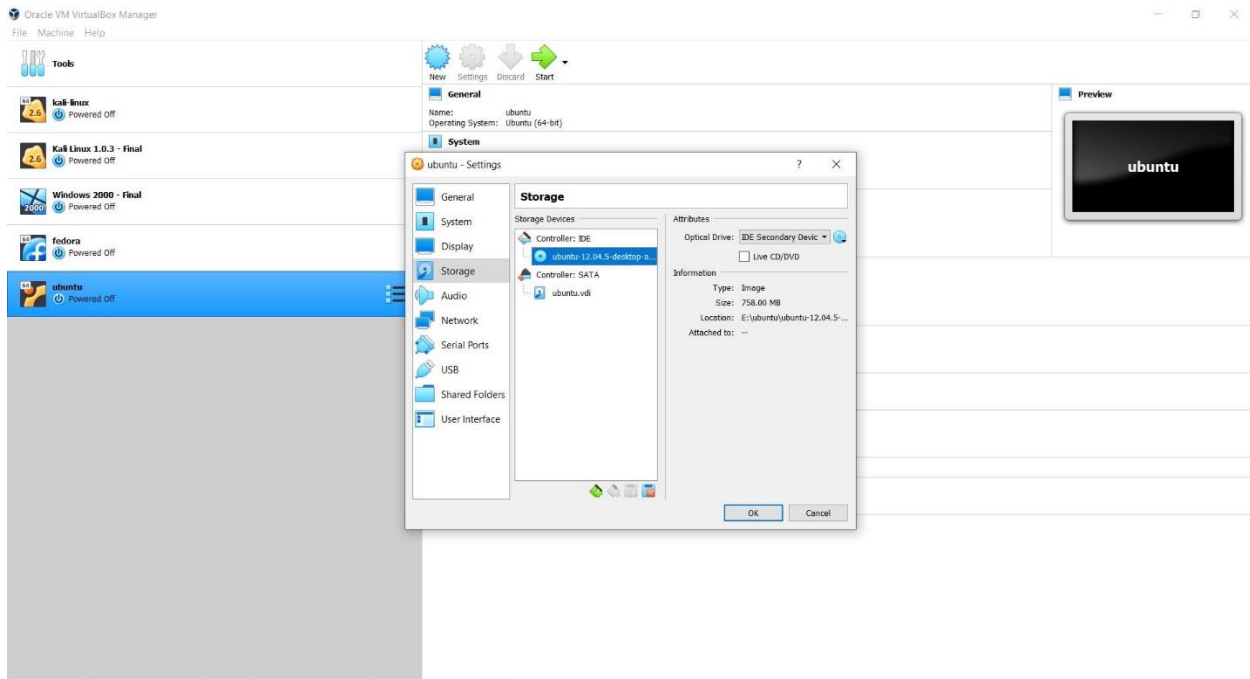 Oracle VM VirtualBox Manager
File Machine Help
Tools
New Settings Discard Start
64
2.6
kali-linux
Powered Off
2.6
Kali Linux 1.0.3 - Final
Powered Off
2000
Windows 2000 - Final
Powered Off
64
fedora
Powered Off
64
ubuntu
Powered Off
General
Name: ubuntu
Operating System: Ubuntu (64-bit)
System
Preview
ubuntu
ubuntu - Settings
?
General
System
Display
Storage
Audio
Network
Serial Ports
USB
Shared Folders
User Interface
Storage
Storage Devices
Controller: IDE
ubuntu-12.04.5-desktop-a...
Controller: SATA
ubuntu.vdi
Attributes
Optical Drive: IDE Secondary Devic
Live CD/DVD
Information
Type: Image
Size: 758.00 MB
Location: E:\ubuntu\ubuntu-12.04.5-...
Attached to: --
OK Cancel